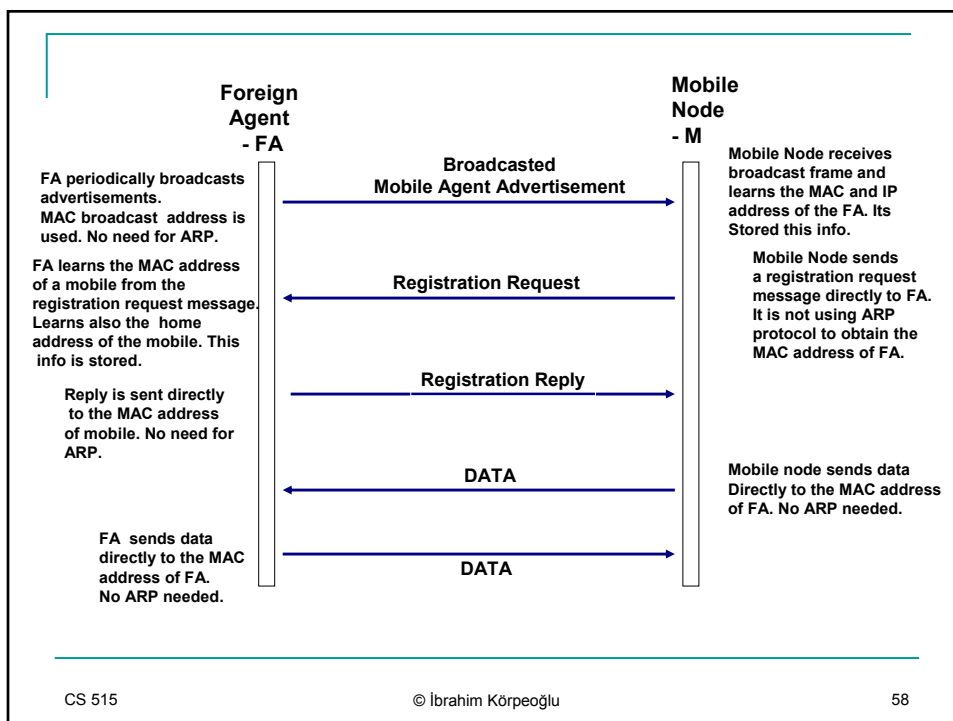 Foreign
Agent
- FA
Mobile
Node
- M
FA periodically broadcasts
advertisements.
MAC broadcast address is
used. No need for ARP.
Broadcasted
Mobile Agent Advertisement
Mobile Node receives
broadcast frame and
learns the MAC and IP
address of the FA. Its
Stored this info.
FA learns the MAC address
of a mobile from the
registration request message.
Learns also the home
address of the mobile. This
info is stored.
Registration Request
Mobile Node sends
a registration request
message directly to FA.
It is not using ARP
protocol to obtain the
MAC address of FA.
Reply is sent directly
to the MAC address
of mobile. No need for
ARP.
Registration Reply
DATA
Mobile node sends data
Directly to the MAC address
of FA. No ARP needed.
FA sends data
directly to the MAC
address of FA.
No ARP needed.
DATA
CS 515
© İbrahim Körpeoğlu
58